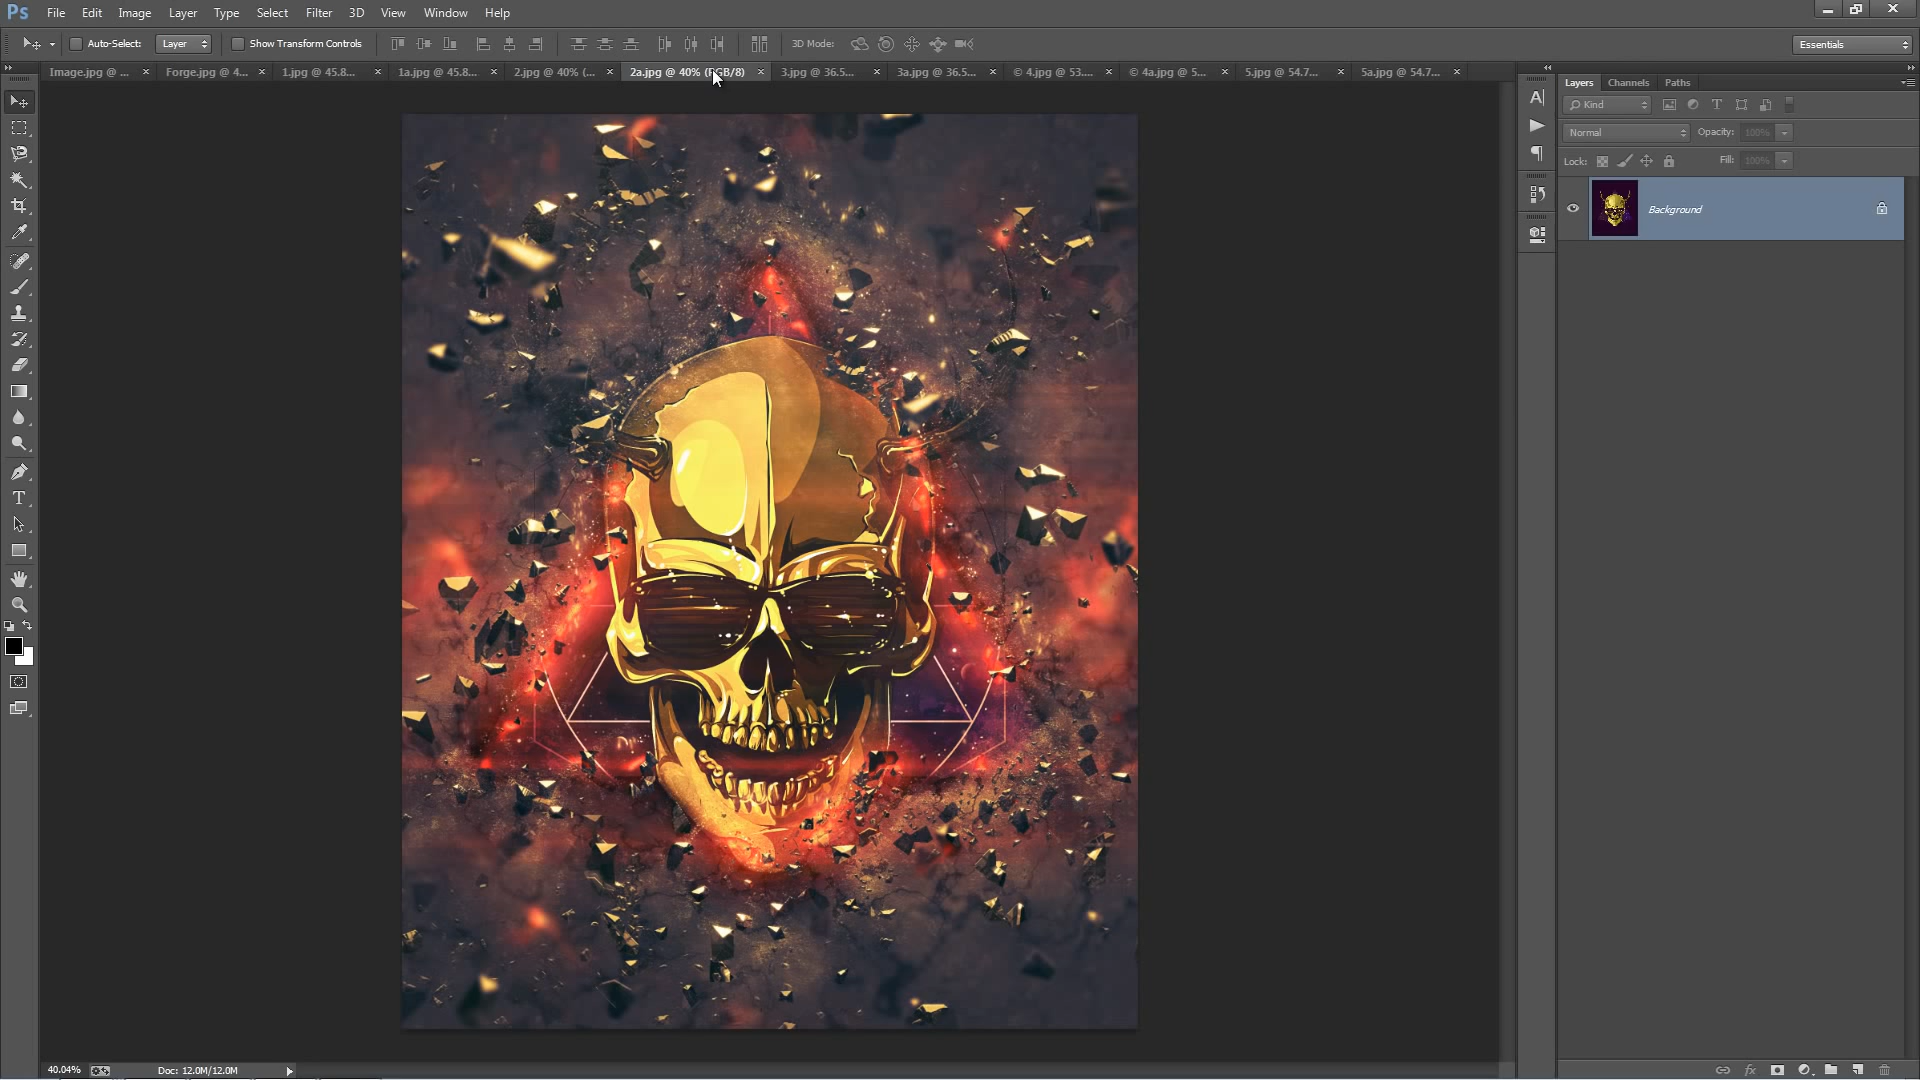 Ps File Edit Image Layer Type Select Filter 3D View Window Help
Auto-Select: Layer Show Transform Controls 3D Mode: Essentials
Image.jpg @ ... Forge.jpg @ 4... 1.jpg @ 45.8... 1a.jpg @ 45.8... 2.jpg @ 40% (... 2a.jpg @ 40% (RGB/8) 3.jpg @ 36.5... 3a.jpg @ 36.5... © 4.jpg @ 53.... © 4a.jpg @ 5... 5.jpg @ 54.7... 5a.jpg @ 54.7...
Layers Channels Paths
Kind
Normal Opacity: 100%
Lock: Fill: 100%
Background
40.04% Doc: 12.0M/12.0M